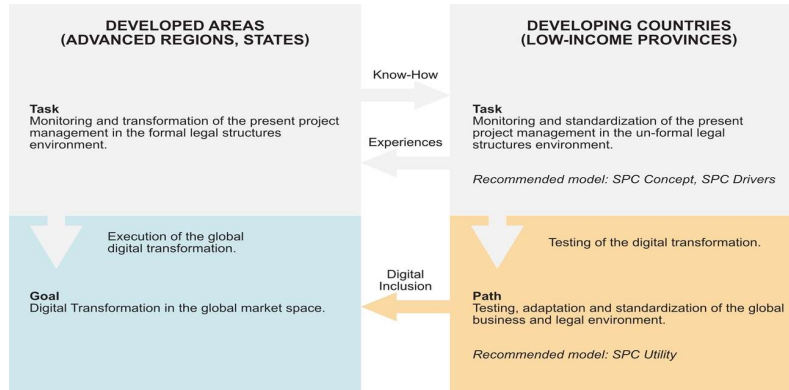 DEVELOPED AREAS
(ADVANCED REGIONS, STATES)
Task
Monitoring and transformation of the present project
management in the formal legal structures
environment.
Execution of the global
digital transformation.
Goal
Digital Transformation in the global market space.
Know-How
Experiences
Digital
Inclusion
DEVELOPING COUNTRIES
(LOW-INCOME PROVINCES)
Task
Monitoring and standardization of the present
project management in the un-formal legal
structures environment.
Recommended model: SPC Concept, SPC Drivers
Testing of the digital transformation.
Path
Testing, adaptation and standardization of the global
business and legal environment.
Recommended model: SPC Utility